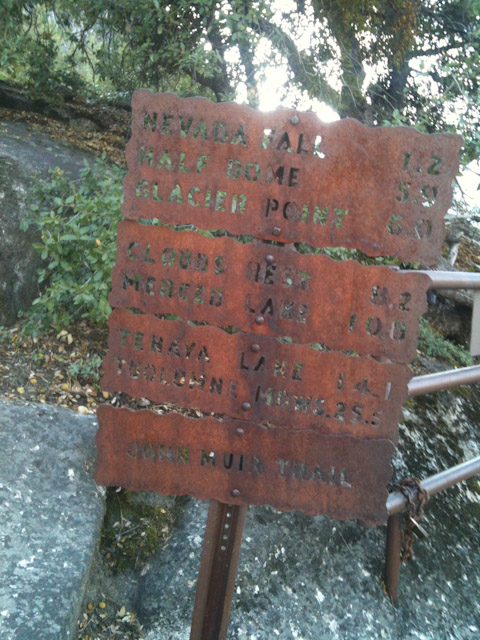 NEVADA FALL 1.2
HALF DOME 5.9
GLACIER POINT 6.0
CLOUDS REST 8.2
MERCED LAKE 10.0
TENAYA LAKE 14.1
TUOLUMNE MDWS. 25.5
JOHN MUIR TRAIL